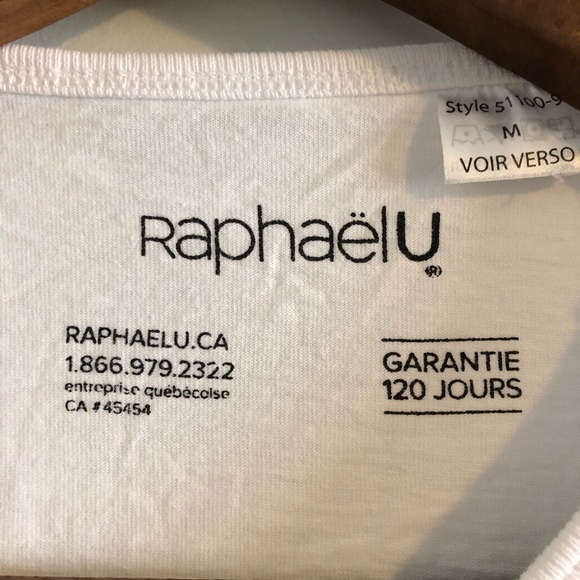 Style 51100-9
M
VOIR VERSO
RaphaëlU
®
RAPHAELU.CA
1.866.979.2322
entreprise québécoise
CA #45454
GARANTIE
120 JOURS